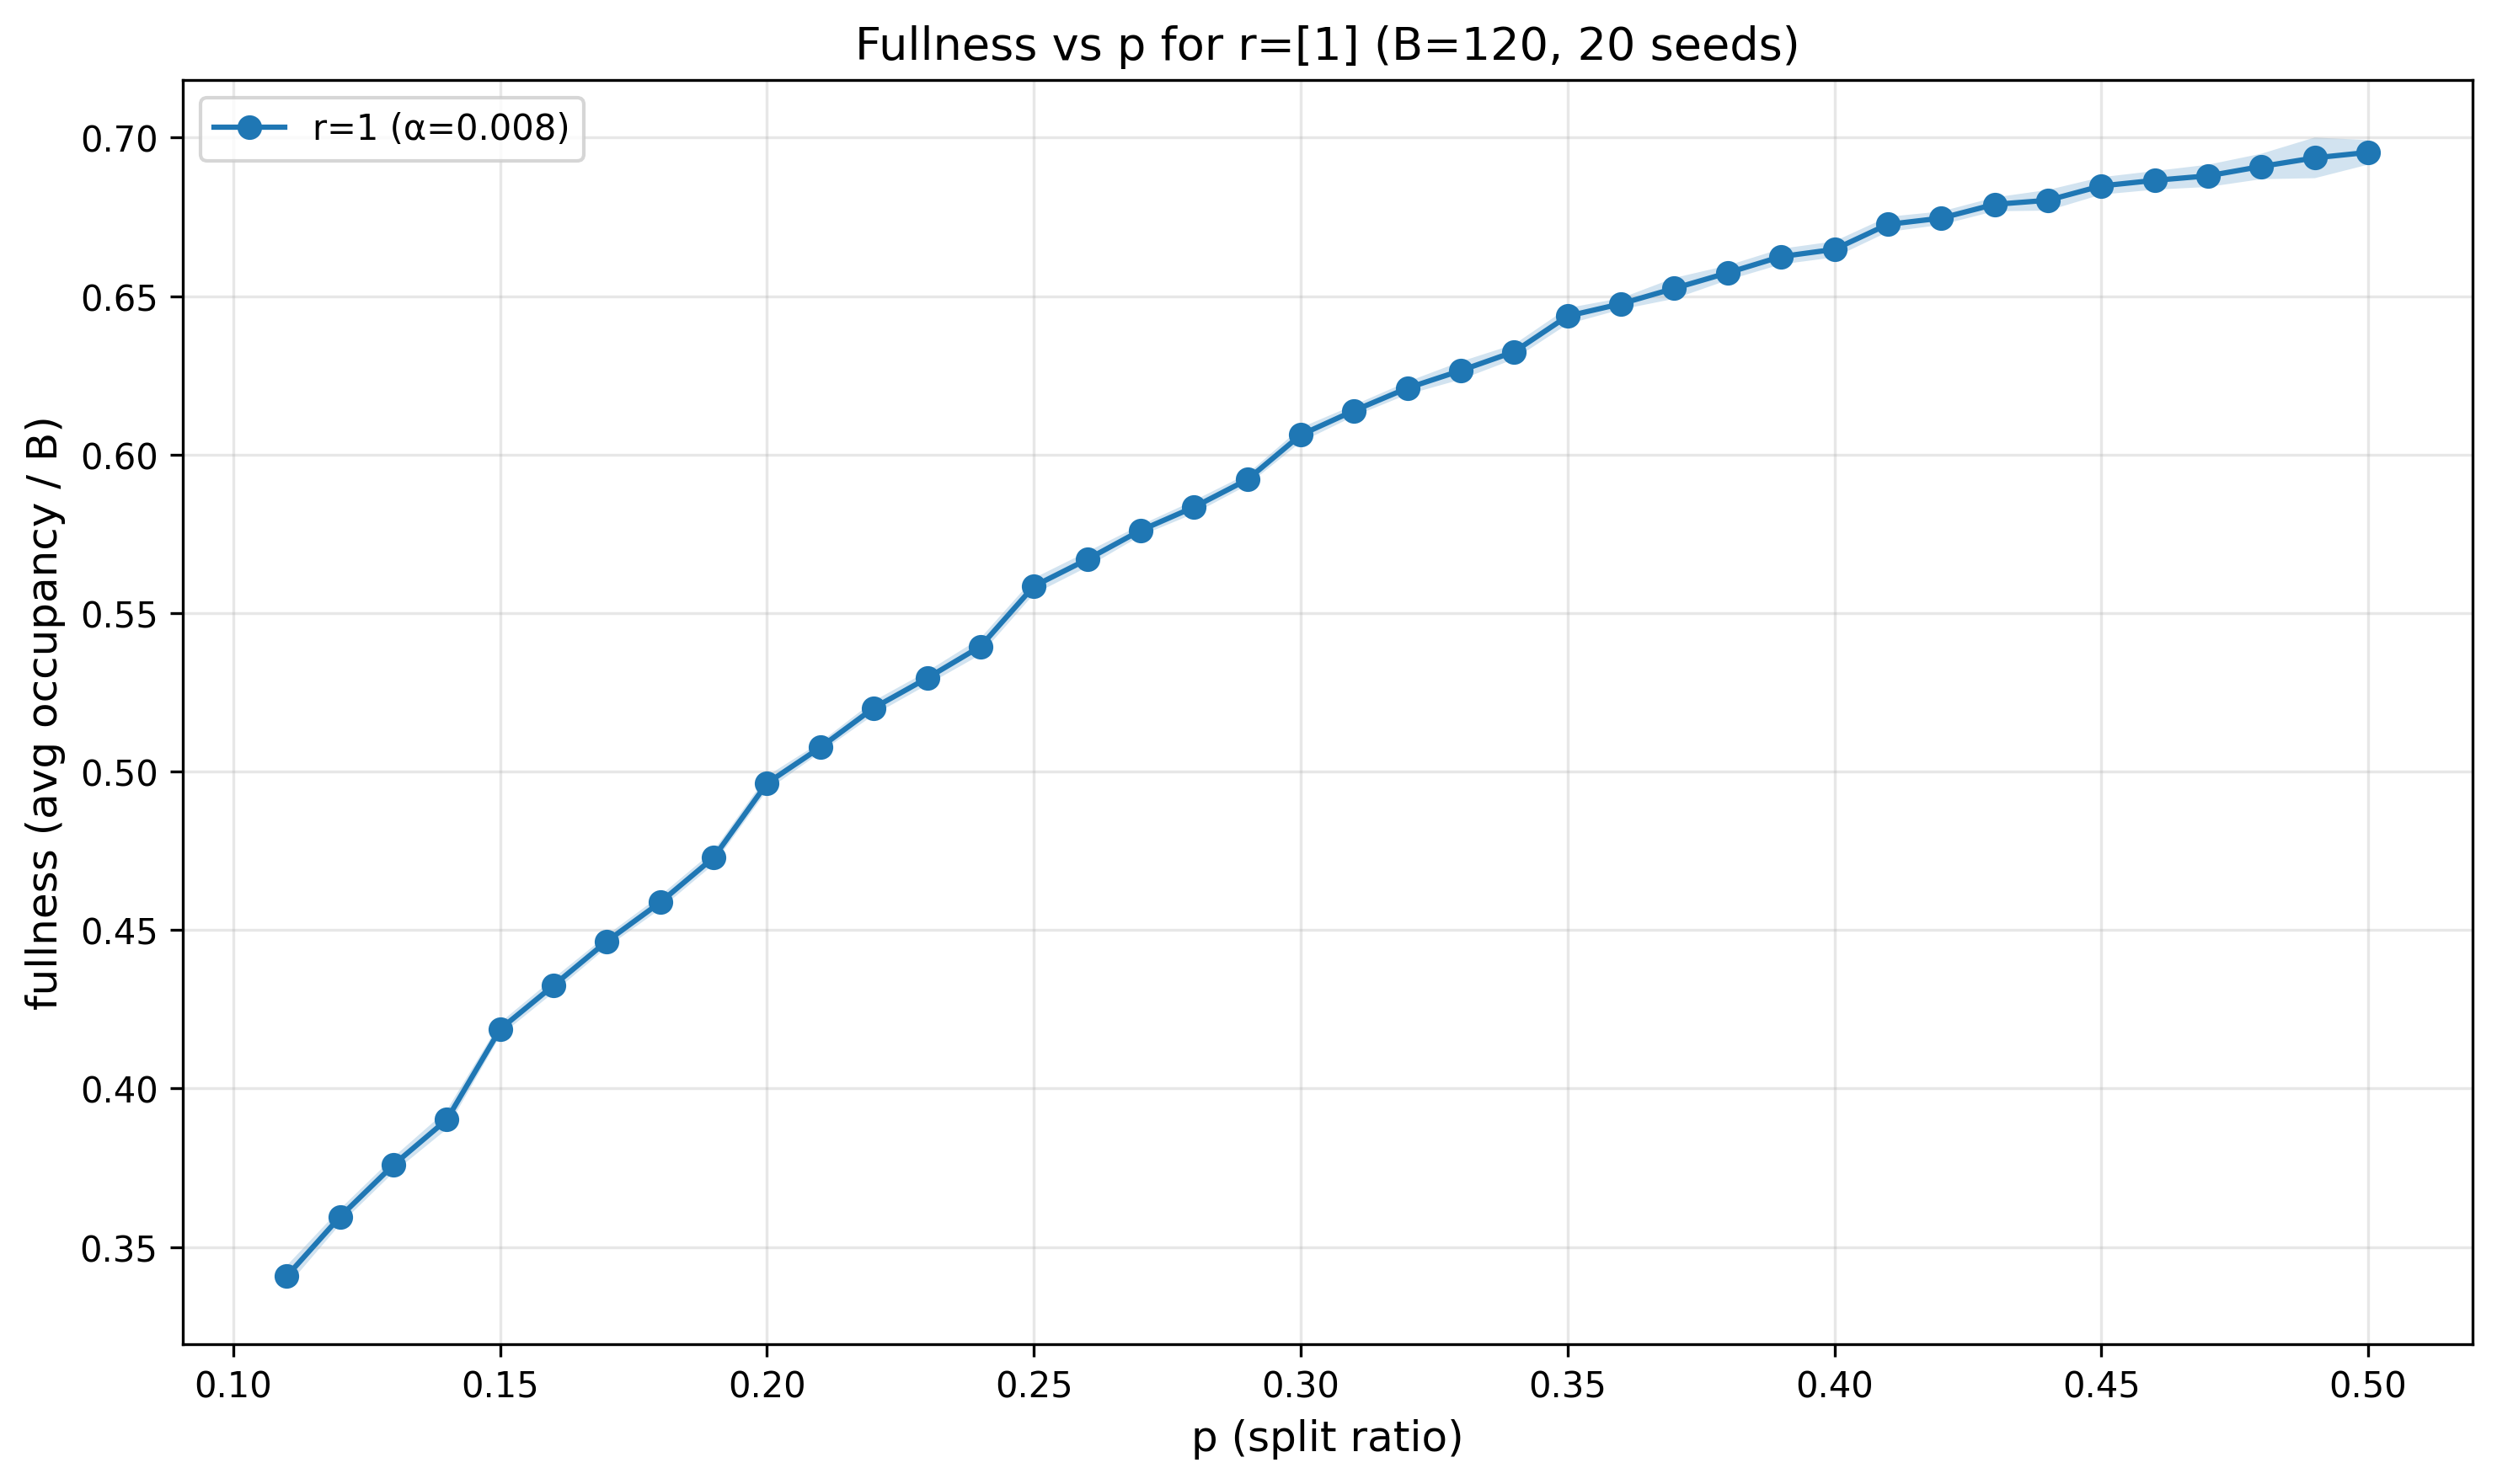 Fullness vs p for r=[1] (B=120, 20 seeds)
r=1 (α=0.008)
fullness (avg occupancy / B)
0.70
0.65
0.60
0.55
0.50
0.45
0.40
0.35
0.10 0.15 0.20 0.25 0.30 0.35 0.40 0.45 0.50
p (split ratio)